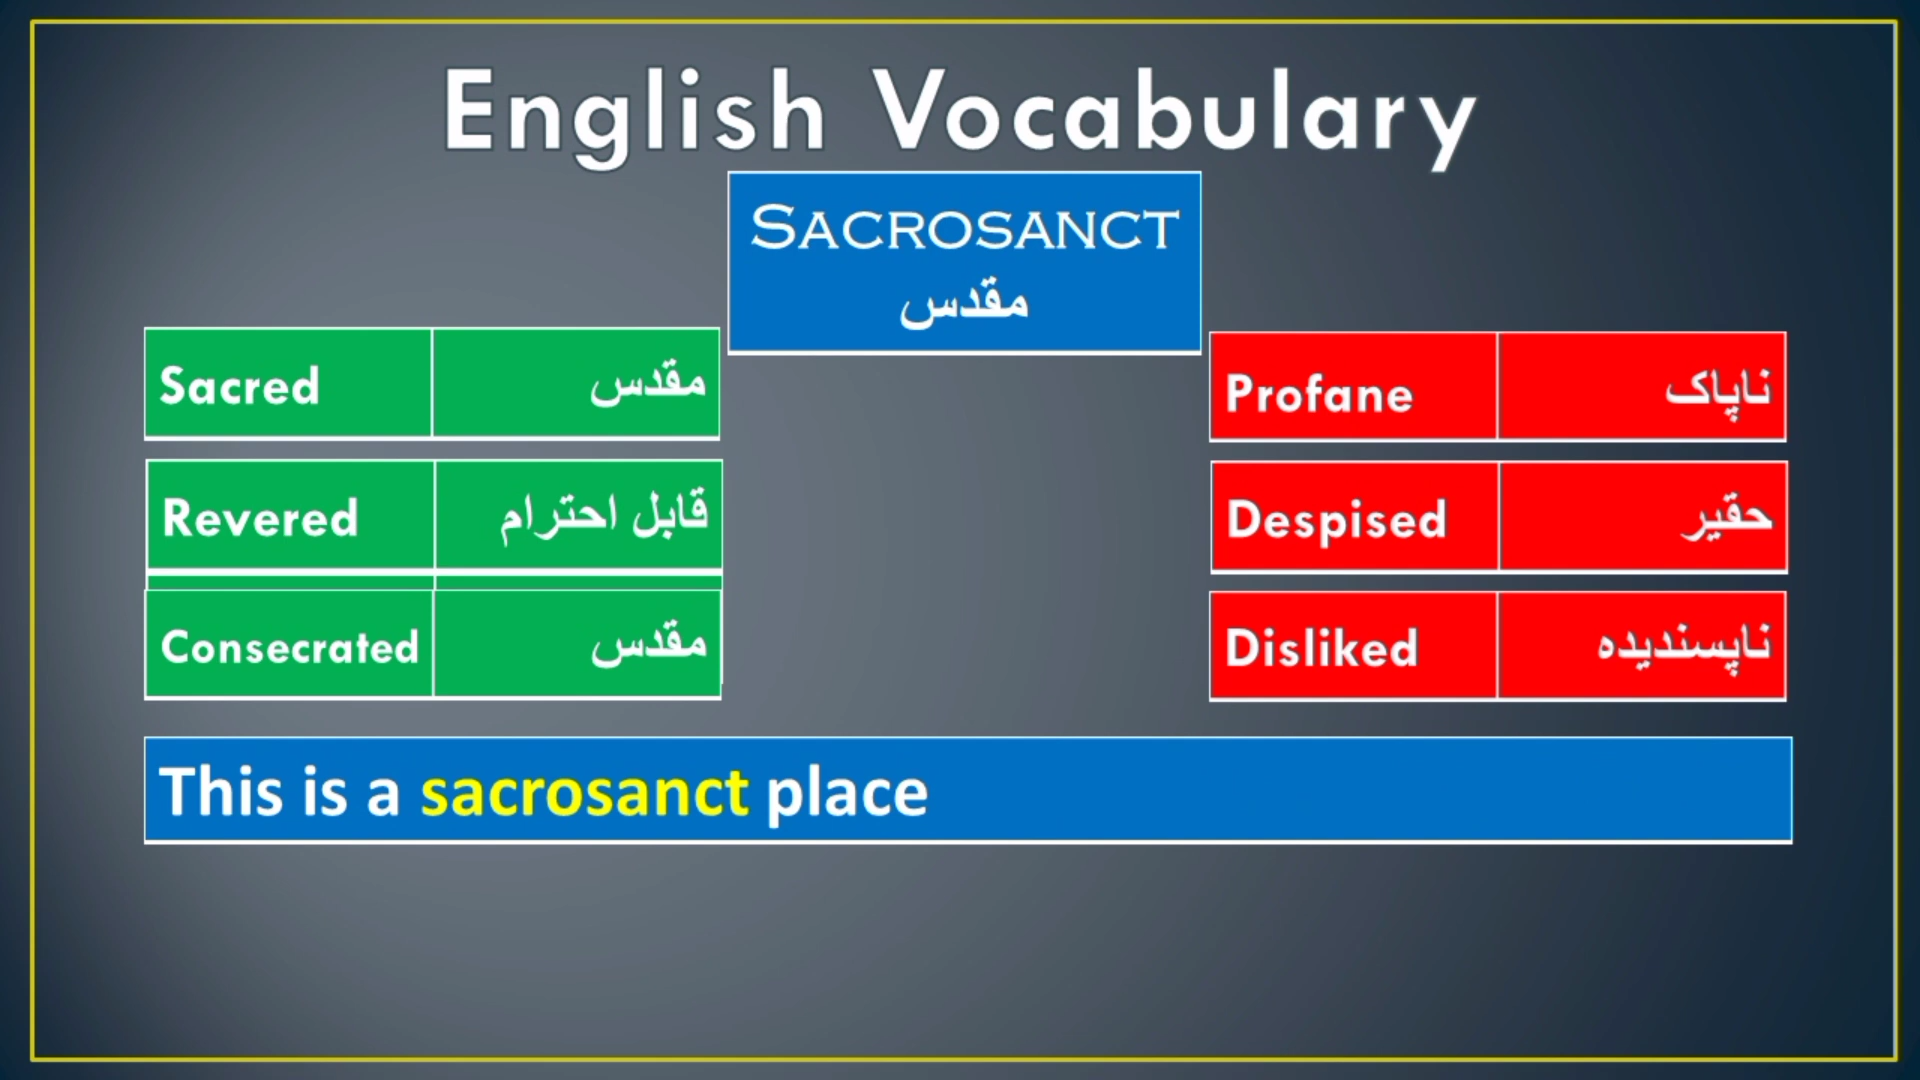 English Vocabulary
SACROSANCT
مقدس
Sacred مقدس
Revered قابل احترام
Consecrated مقدس
Profane ناپاک
Despised حقیر
Disliked ناپسندیدہ
This is a sacrosanct place